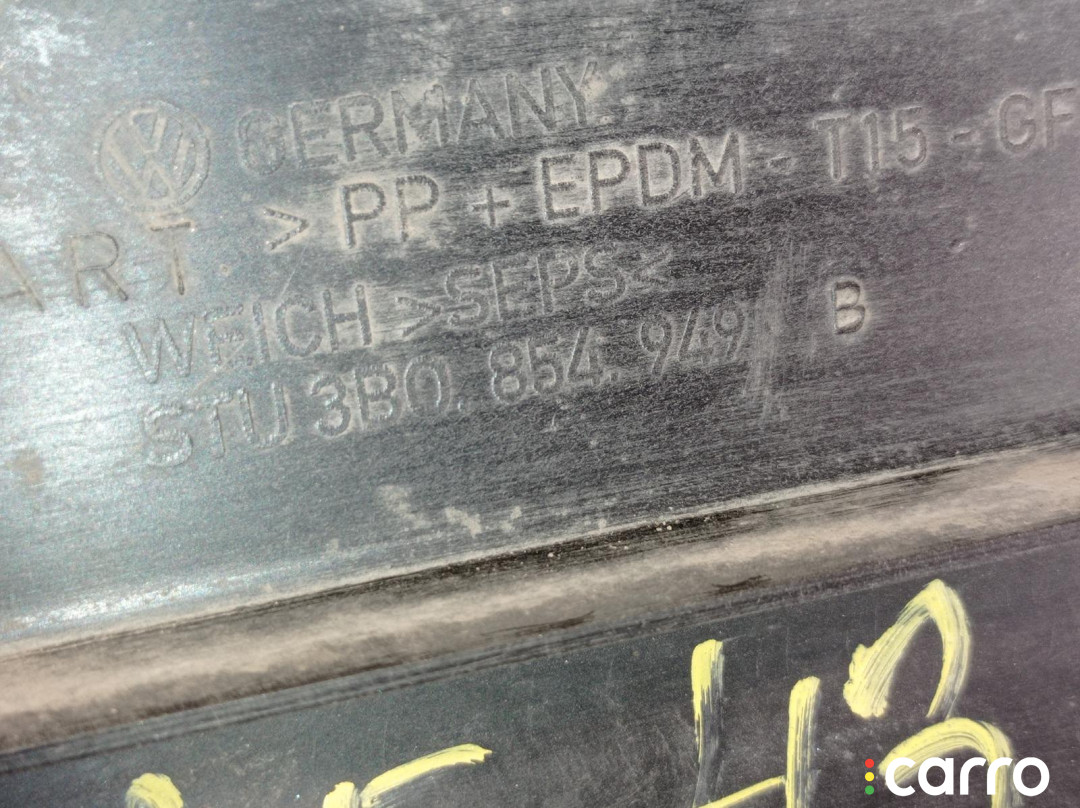 GERMANY.
ART > PP + EPDM - T15 - GF
WEICH >SEPS<
STU 3B0. 854. 949 / B
carro